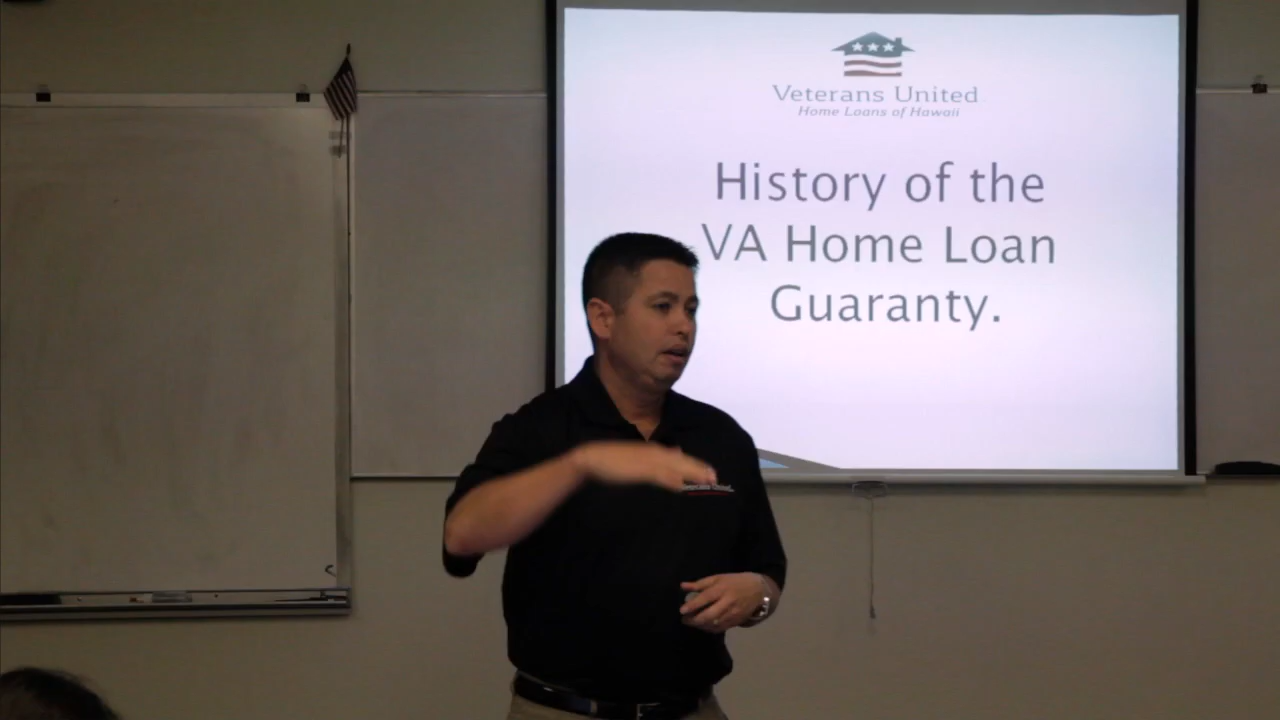 Veterans United
Home Loans of Hawaii
History of the
VA Home Loan
Guaranty.